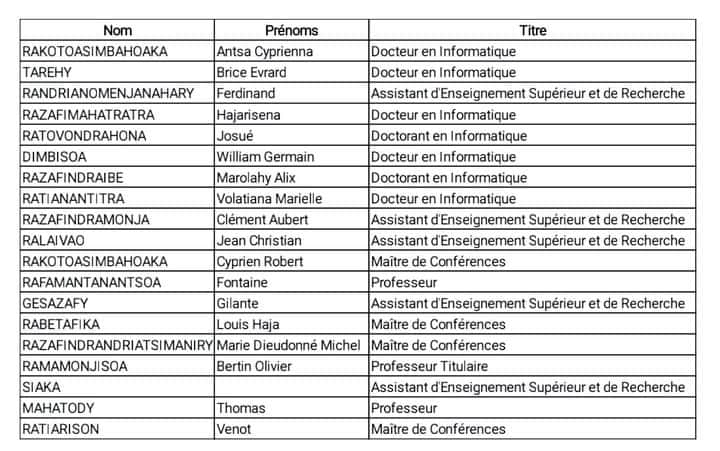 Nom Prénoms Titre
RAKOTOASIMBAHOAKA Antsa Cyprienna Docteur en Informatique
TAREHY Brice Evrard Docteur en Informatique
RANDRIANOMENJANAHARY Ferdinand Assistant d'Enseignement Supérieur et de Recherche
RAZAFIMAHATRATRA Hajarisena Docteur en Informatique
RATOVONDRAHONA Josué Doctorant en Informatique
DIMBISOA William Germain Docteur en Informatique
RAZAFINDRAIBE Marolahy Alix Doctorant en Informatique
RATIANANTITRA Volatiana Marielle Docteur en Informatique
RAZAFINDRAMONJA Clément Aubert Assistant d'Enseignement Supérieur et de Recherche
RALAIVAO Jean Christian Assistant d'Enseignement Supérieur et de Recherche
RAKOTOASIMBAHOAKA Cyprien Robert Maître de Conférences
RAFAMANTANANTSOA Fontaine Professeur
GESAZAFY Gilante Assistant d'Enseignement Supérieur et de Recherche
RABETAFIKA Louis Haja Maître de Conférences
RAZAFINDRANDRIATSIMANIRY Marie Dieudonné Michel Maître de Conférences
RAMAMONJISOA Bertin Olivier Professeur Titulaire
SIAKA Assistant d'Enseignement Supérieur et de Recherche
MAHATODY Thomas Professeur
RATIARISON Venot Maître de Conférences